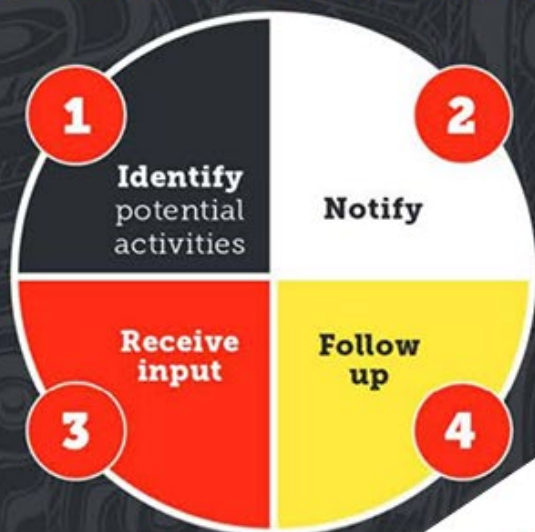 1
Identify
potential
activities
2
Notify
3
Receive
input
4
Follow
up